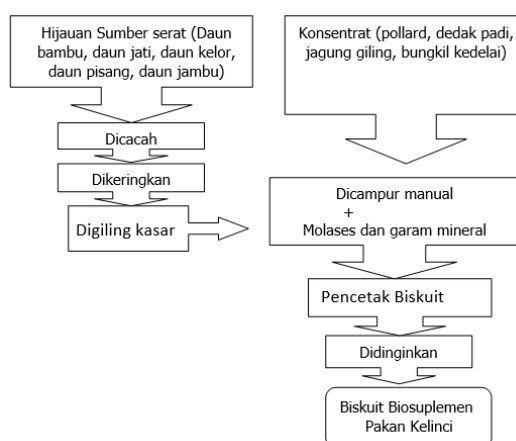 Hijauan Sumber serat (Daun
bambu, daun jati, daun kelor,
daun pisang, daun jambu)
Dicacah
Dikeringkan
Digiling kasar
Konsentrat (pollard, dedak padi,
jagung giling, bungkil kedelai)
Dicampur manual
+
Molases dan garam mineral
Pencetak Biskuit
Didinginkan
Biskuit Biosuplemen
Pakan Kelinci